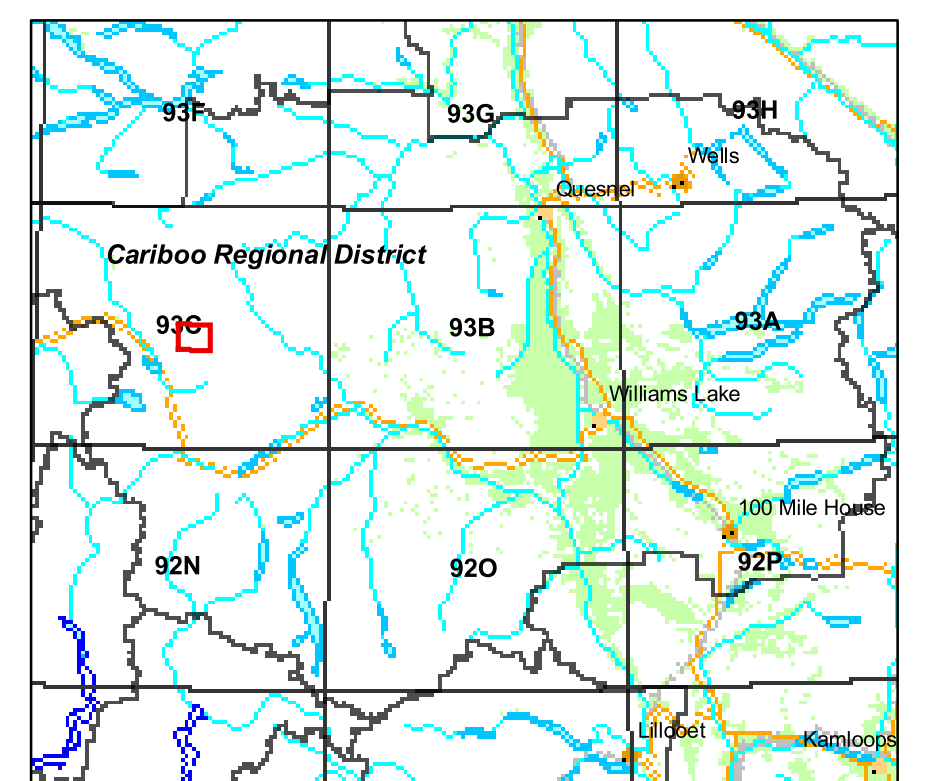 93F
93G
93H
Wells
Quesnel
Cariboo Regional District
93C
93B
93A
Williams Lake
100 Mile House
92N
92O
92P
Lillooet
Kamloops